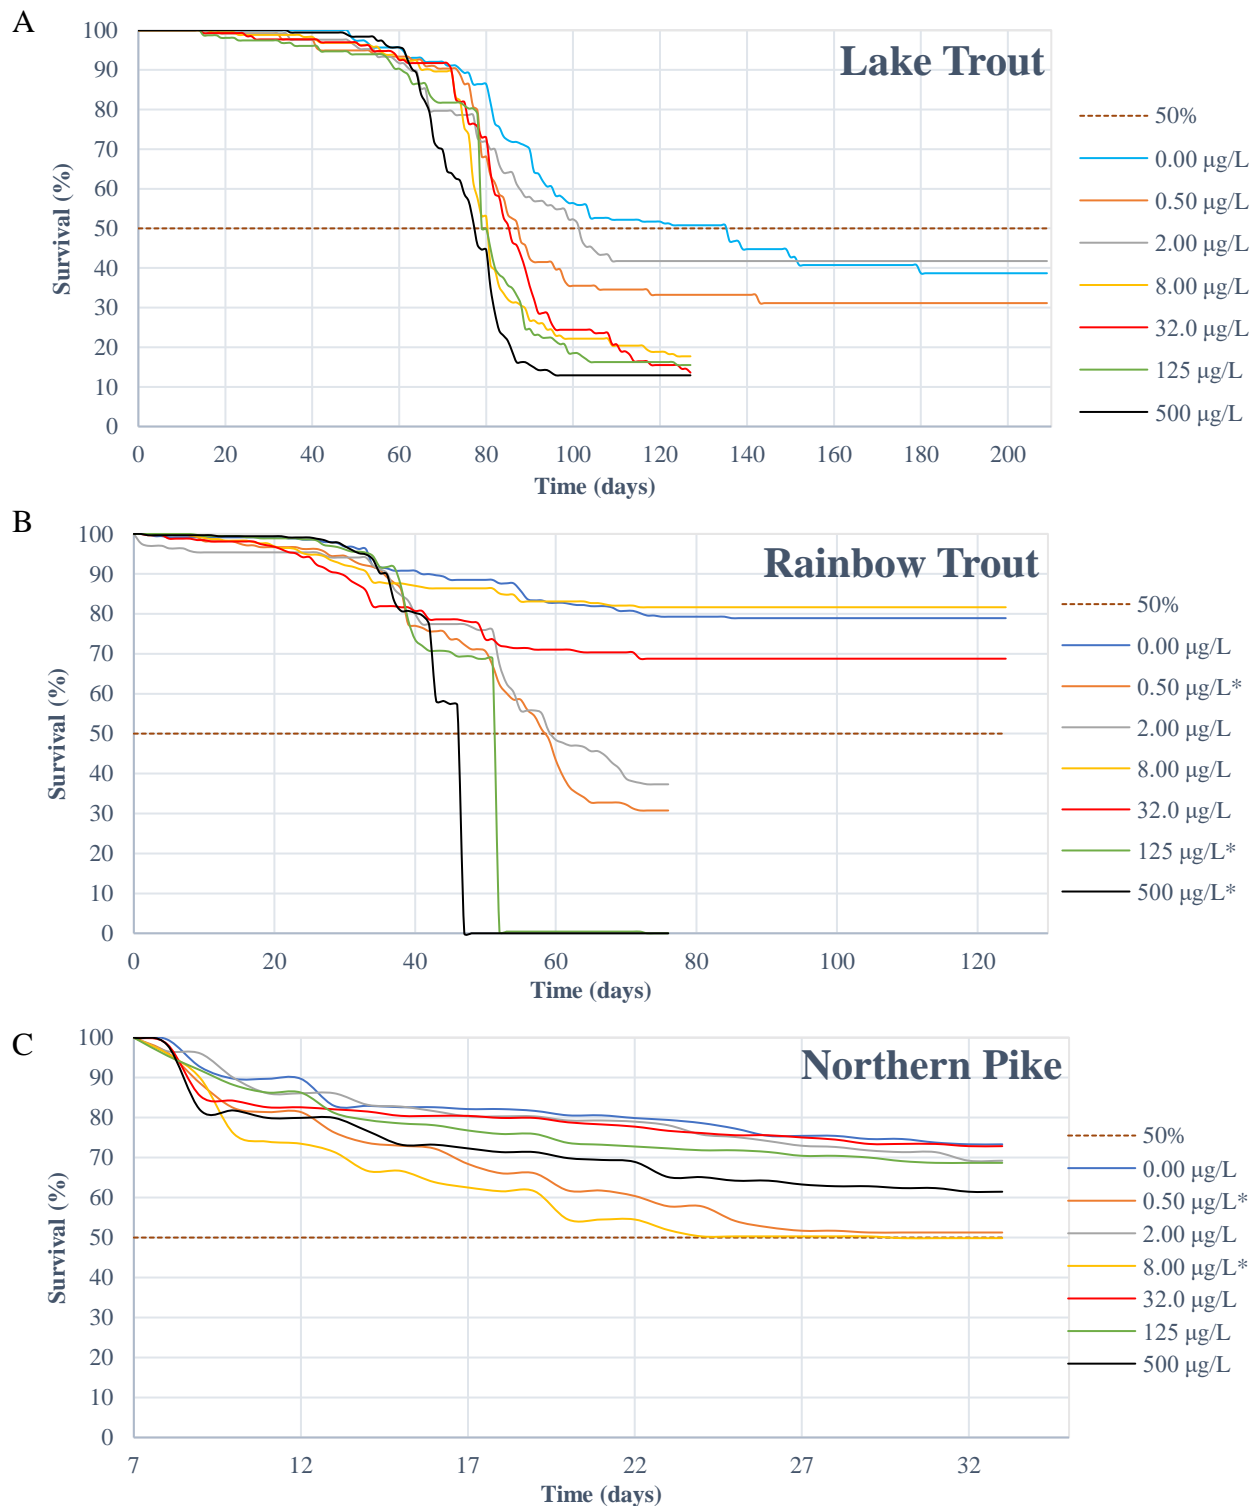 A
Lake Trout
Survival (%)
100
90
80
70
60
50
40
30
20
10
0
0 20 40 60 80 100 120 140 160 180 200
Time (days)
50%
0.00 μg/L
0.50 μg/L
2.00 μg/L
8.00 μg/L
32.0 μg/L
125 μg/L
500 μg/L
B
Rainbow Trout
Survival (%)
100
90
80
70
60
50
40
30
20
10
0
0 20 40 60 80 100 120
Time (days)
50%
0.00 μg/L
0.50 μg/L*
2.00 μg/L
8.00 μg/L
32.0 μg/L
125 μg/L*
500 μg/L*
C
Northern Pike
Survival (%)
100
90
80
70
60
50
40
30
20
10
0
7 12 17 22 27 32
Time (days)
50%
0.00 μg/L
0.50 μg/L*
2.00 μg/L
8.00 μg/L*
32.0 μg/L
125 μg/L
500 μg/L